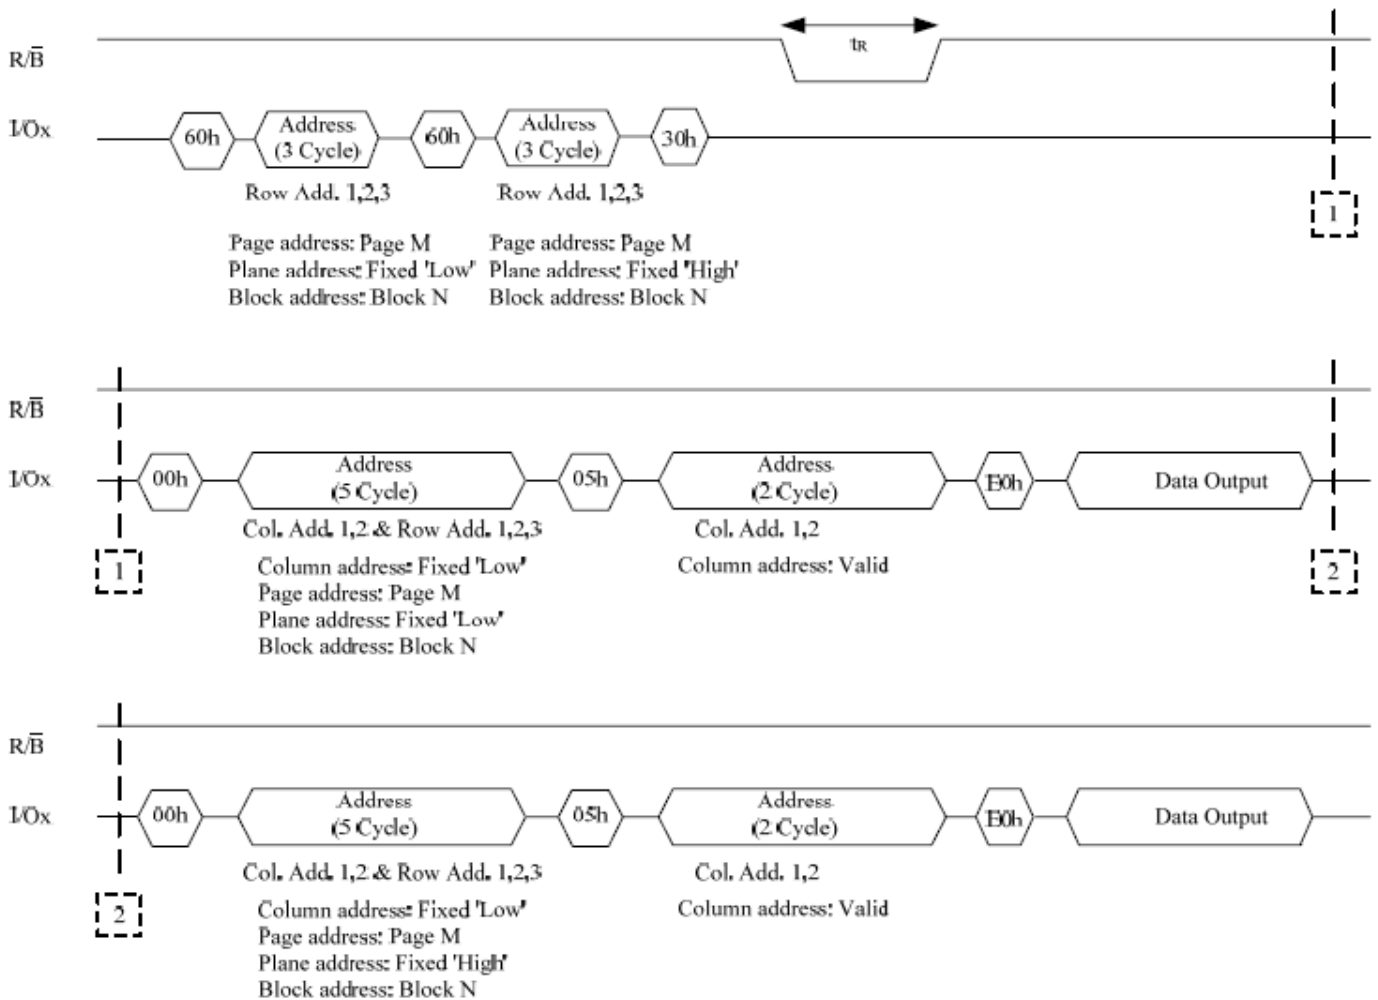 R/B̅
tR
I/Ox
60h
Address
(3 Cycle)
60h
Address
(3 Cycle)
30h
Row Add. 1,2,3
Row Add. 1,2,3
1
Page address: Page M
Plane address: Fixed 'Low'
Block address: Block N
Page address: Page M
Plane address: Fixed 'High'
Block address: Block N
R/B̅
I/Ox
00h
Address
(5 Cycle)
05h
Address
(2 Cycle)
E0h
Data Output
Col. Add. 1,2 & Row Add. 1,2,3
Col. Add. 1,2
1
Column address: Fixed 'Low'
Page address: Page M
Plane address: Fixed 'Low'
Block address: Block N
Column address: Valid
2
R/B̅
I/Ox
00h
Address
(5 Cycle)
05h
Address
(2 Cycle)
E0h
Data Output
Col. Add. 1,2 & Row Add. 1,2,3
Col. Add. 1,2
2
Column address: Fixed 'Low'
Page address: Page M
Plane address: Fixed 'High'
Block address: Block N
Column address: Valid